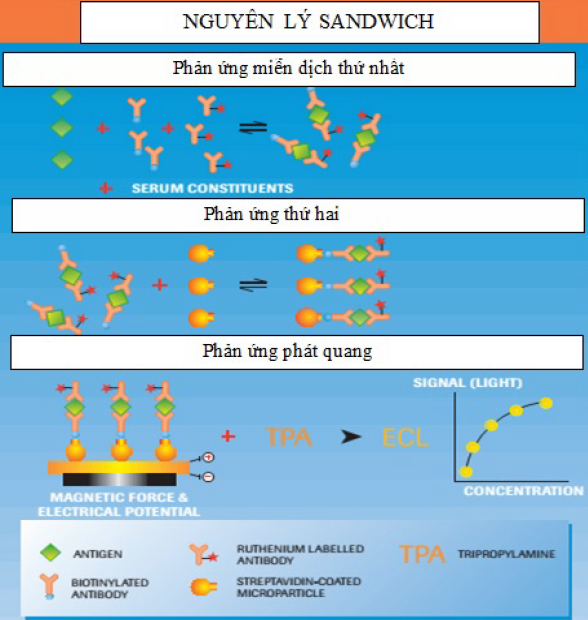 NGUYÊN LÝ SANDWICH
Phản ứng miển dịch thứ nhất
+ + ⇌
+ SERUM CONSTITUENTS
Phản ứng thứ hai
+ ⇌
Phản ứng phát quang
SIGNAL (LIGHT)
+ TPA ➤ ECL
+
−
CONCENTRATION
MAGNETIC FORCE &
ELECTRICAL POTENTIAL
ANTIGEN
RUTHENIUM LABELLED
ANTIBODY
TPA TRIPROPYLAMINE
BIOTINYLATED
ANTIBODY
STREPTAVIDIN-COATED
MICROPARTICLE